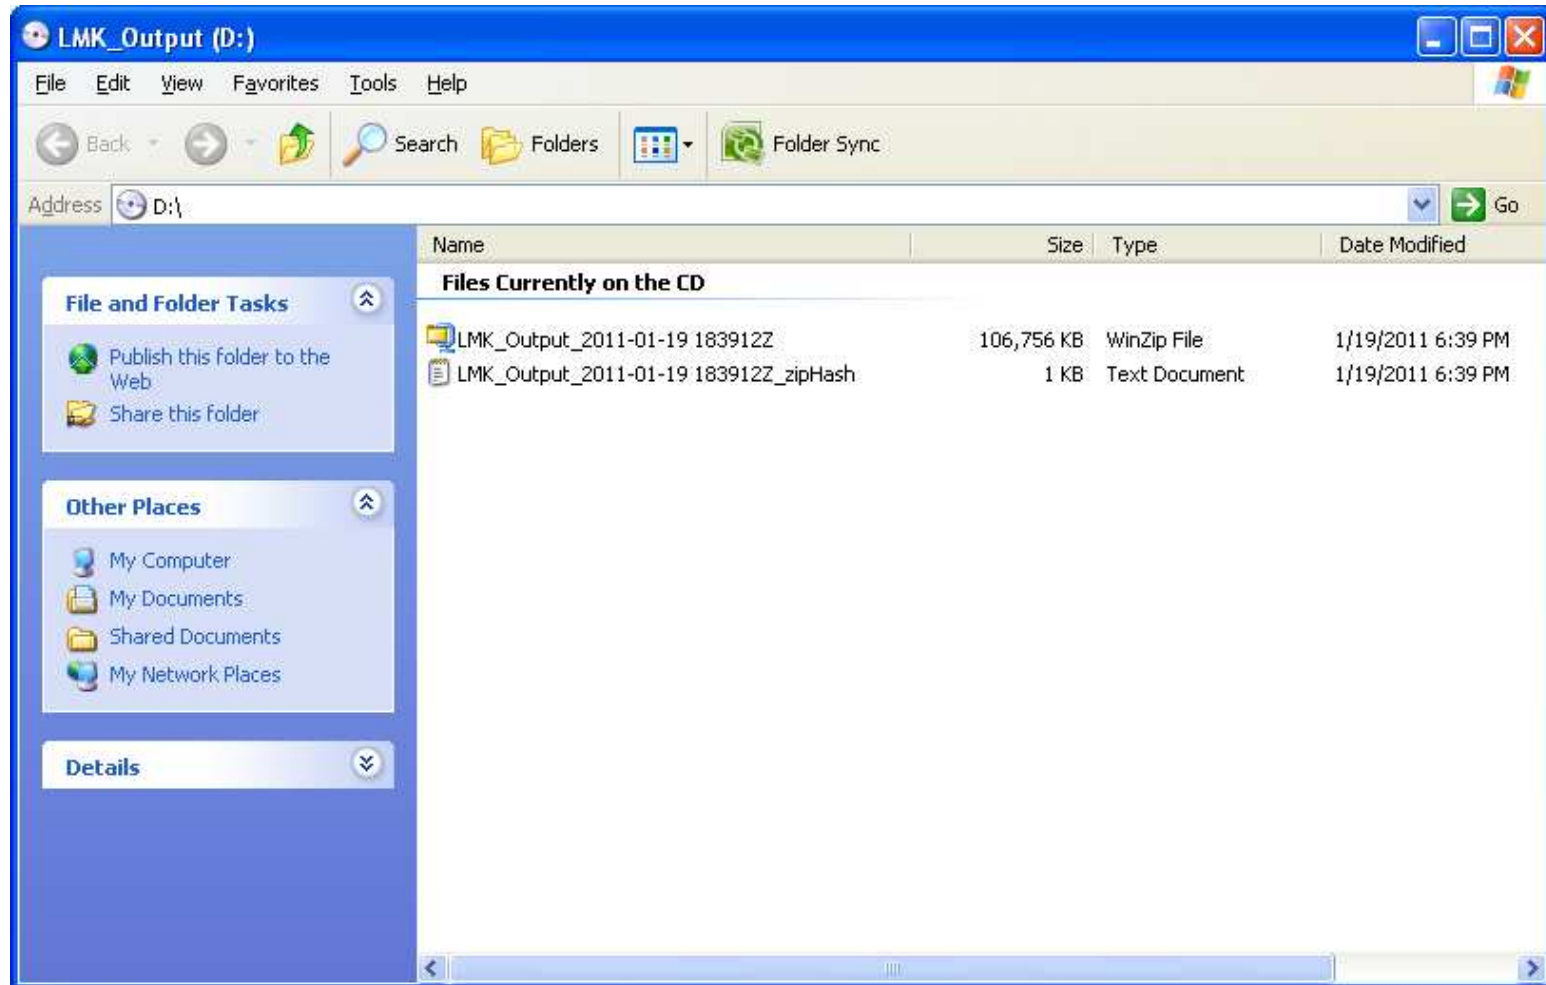 LMK_Output (D:)
File Edit View Favorites Tools Help
Back Search Folders Folder Sync
Address D:\ Go
Name Size Type Date Modified
Files Currently on the CD
LMK_Output_2011-01-19 183912Z 106,756 KB WinZip File 1/19/2011 6:39 PM
LMK_Output_2011-01-19 183912Z_zipHash 1 KB Text Document 1/19/2011 6:39 PM
File and Folder Tasks
Publish this folder to the
Web
Share this folder
Other Places
My Computer
My Documents
Shared Documents
My Network Places
Details